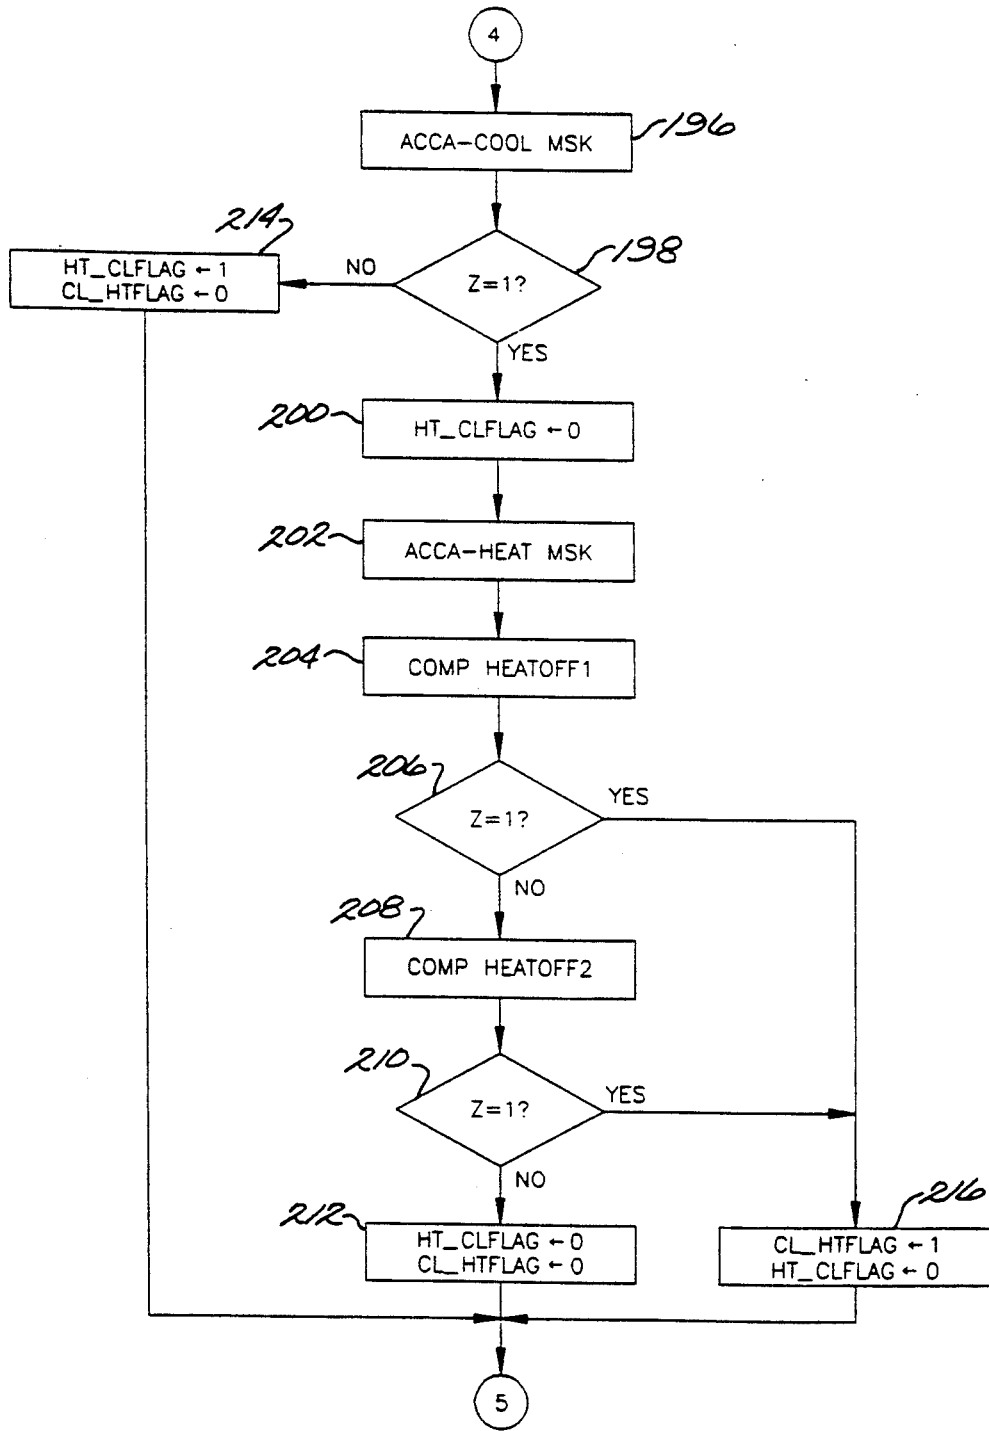 4
ACCA-COOL MSK
196
214
HT_CLFLAG ← 1
CL_HTFLAG ← 0
NO
Z=1?
198
YES
200
HT_CLFLAG ← 0
202
ACCA-HEAT MSK
204
COMP HEATOFF1
206
Z=1?
YES
NO
208
COMP HEATOFF2
210
Z=1?
YES
NO
212
HT_CLFLAG ← 0
CL_HTFLAG ← 0
216
CL_HTFLAG ← 1
HT_CLFLAG ← 0
5